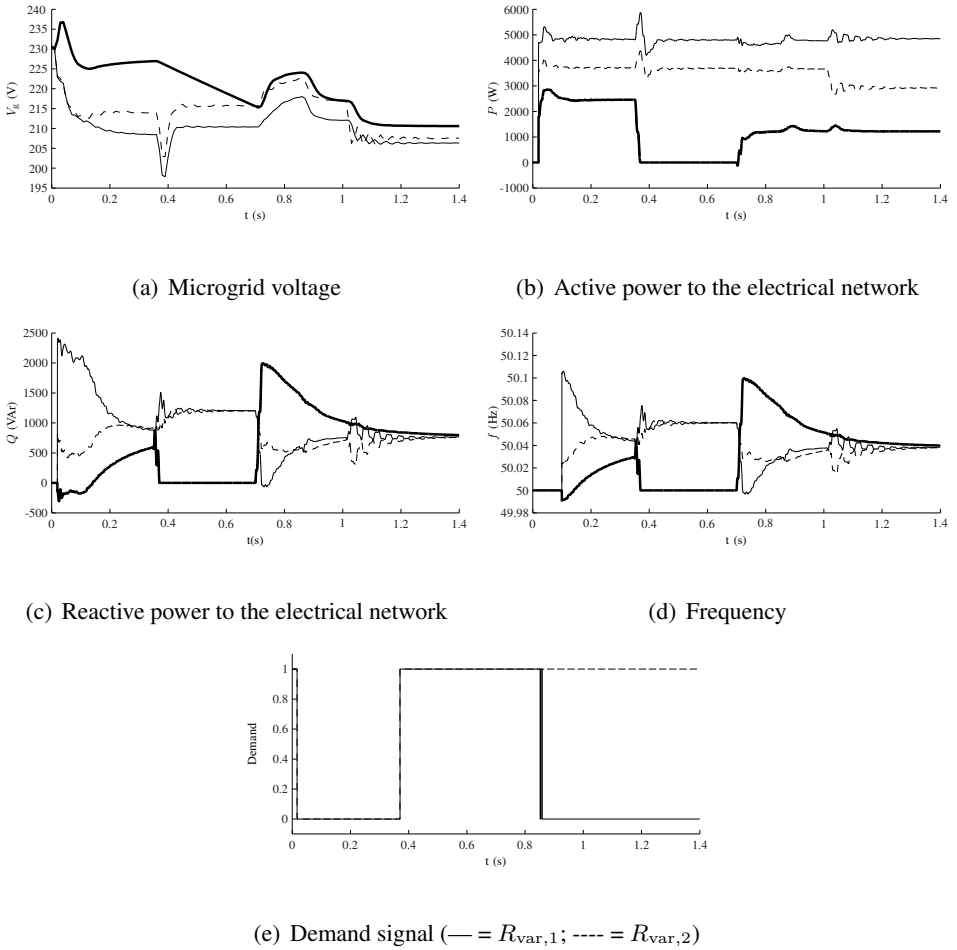 240
235
230
225
220
215
210
205
200
195
V_g (V)
0 0.2 0.4 0.6 0.8 1 1.2 1.4
t (s)
(a) Microgrid voltage
6000
5000
4000
3000
2000
1000
0
-1000
P (W)
0 0.2 0.4 0.6 0.8 1 1.2 1.4
t (s)
(b) Active power to the electrical network
2500
2000
1500
1000
500
0
-500
Q (VAr)
0 0.2 0.4 0.6 0.8 1 1.2 1.4
t(s)
(c) Reactive power to the electrical network
50.14
50.12
50.1
50.08
50.06
50.04
50.02
50
49.98
f (Hz)
0 0.2 0.4 0.6 0.8 1 1.2 1.4
t (s)
(d) Frequency
1
0.8
0.6
0.4
0.2
0
Demand
0 0.2 0.4 0.6 0.8 1 1.2 1.4
t (s)
(e) Demand signal (— = R_var,1; ---- = R_var,2)